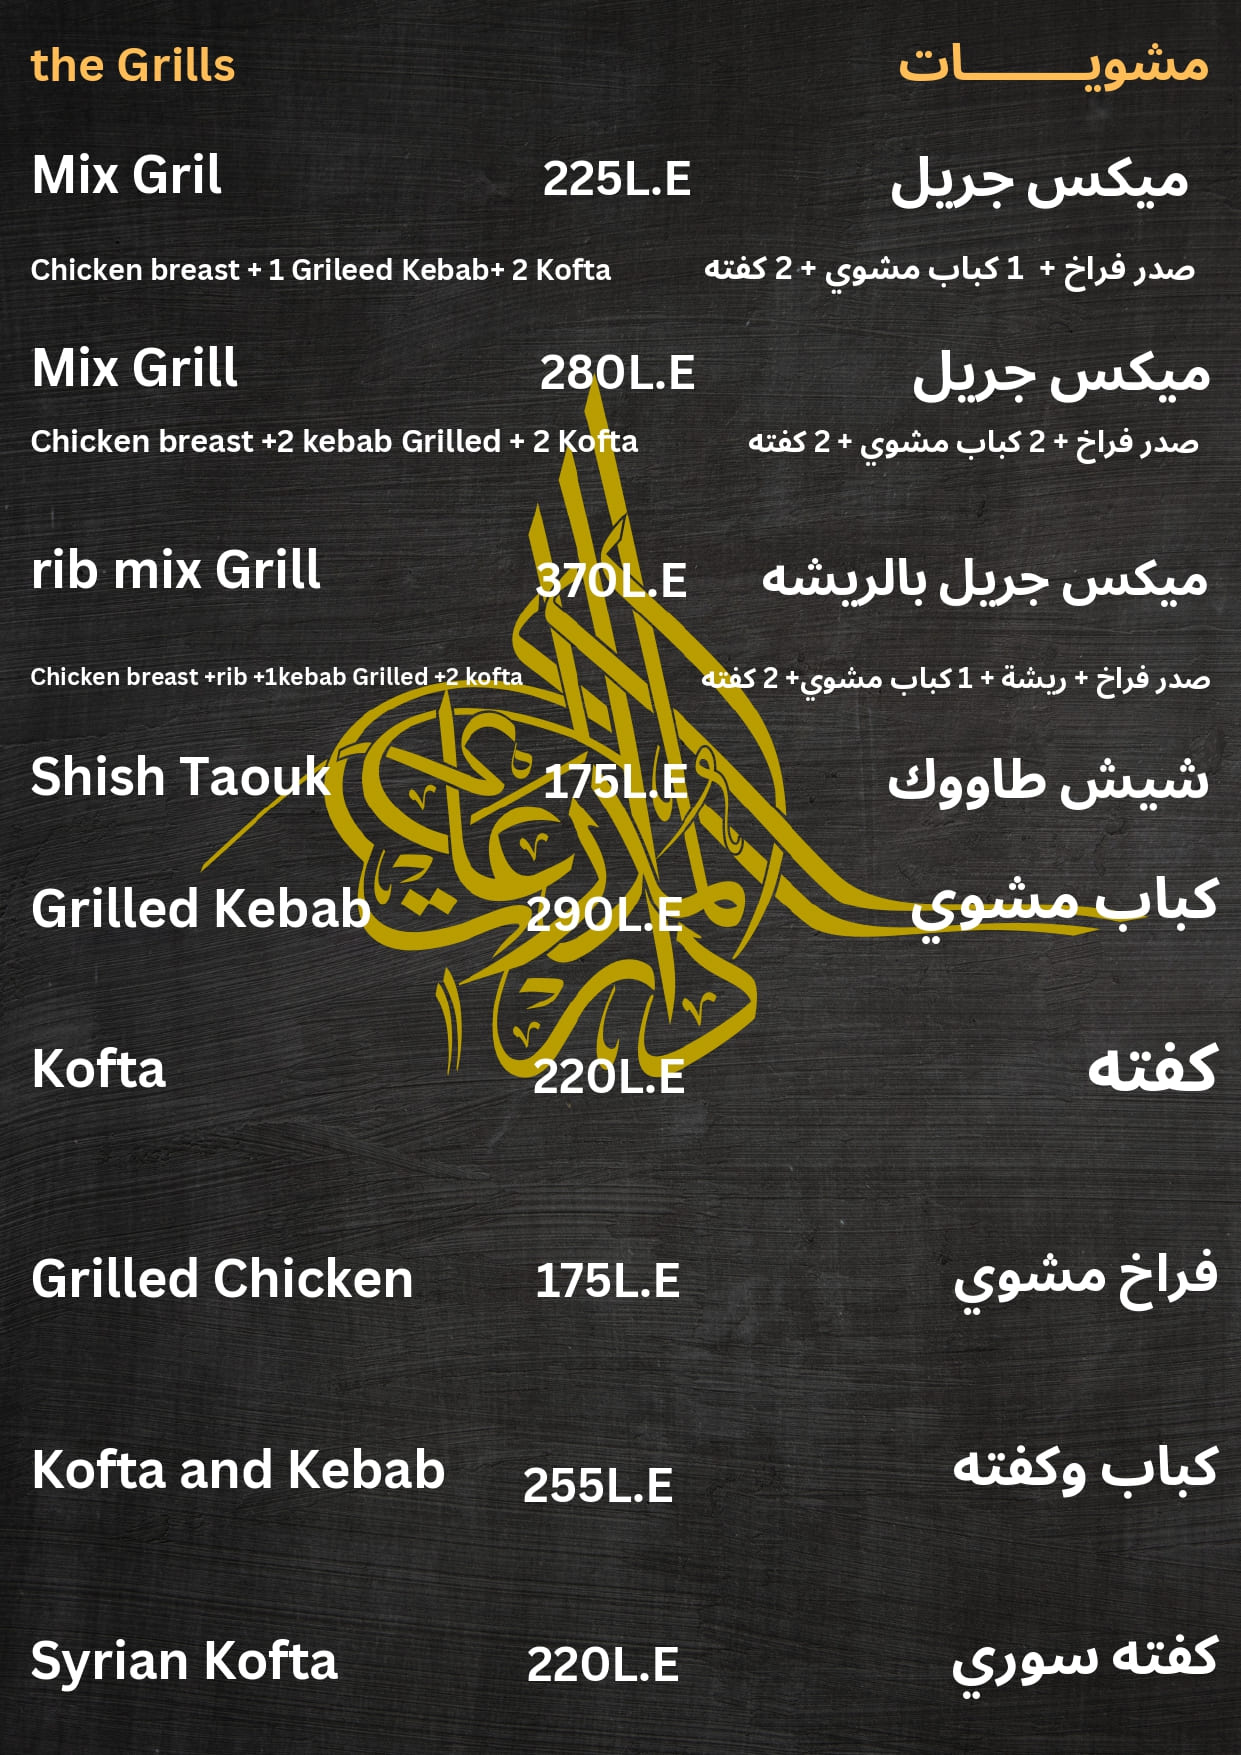 the Grills
مشويـــــــات
Mix Gril 225L.E ميكس جريل
Chicken breast + 1 Grileed Kebab+ 2 Kofta
صدر فراخ + 1 كباب مشوي + 2 كفته
Mix Grill 280L.E ميكس جريل
Chicken breast +2 kebab Grilled + 2 Kofta
صدر فراخ + 2 كباب مشوي + 2 كفته
rib mix Grill 370L.E ميكس جريل بالريشه
Chicken breast +rib +1kebab Grilled +2 kofta
صدر فراخ + ريشة + 1 كباب مشوي+ 2 كفته
Shish Taouk 175L.E شيش طاووك
Grilled Kebab 290L.E كباب مشوي
Kofta 220L.E كفته
Grilled Chicken 175L.E فراخ مشوي
Kofta and Kebab 255L.E كباب وكفته
Syrian Kofta 220L.E كفته سوري